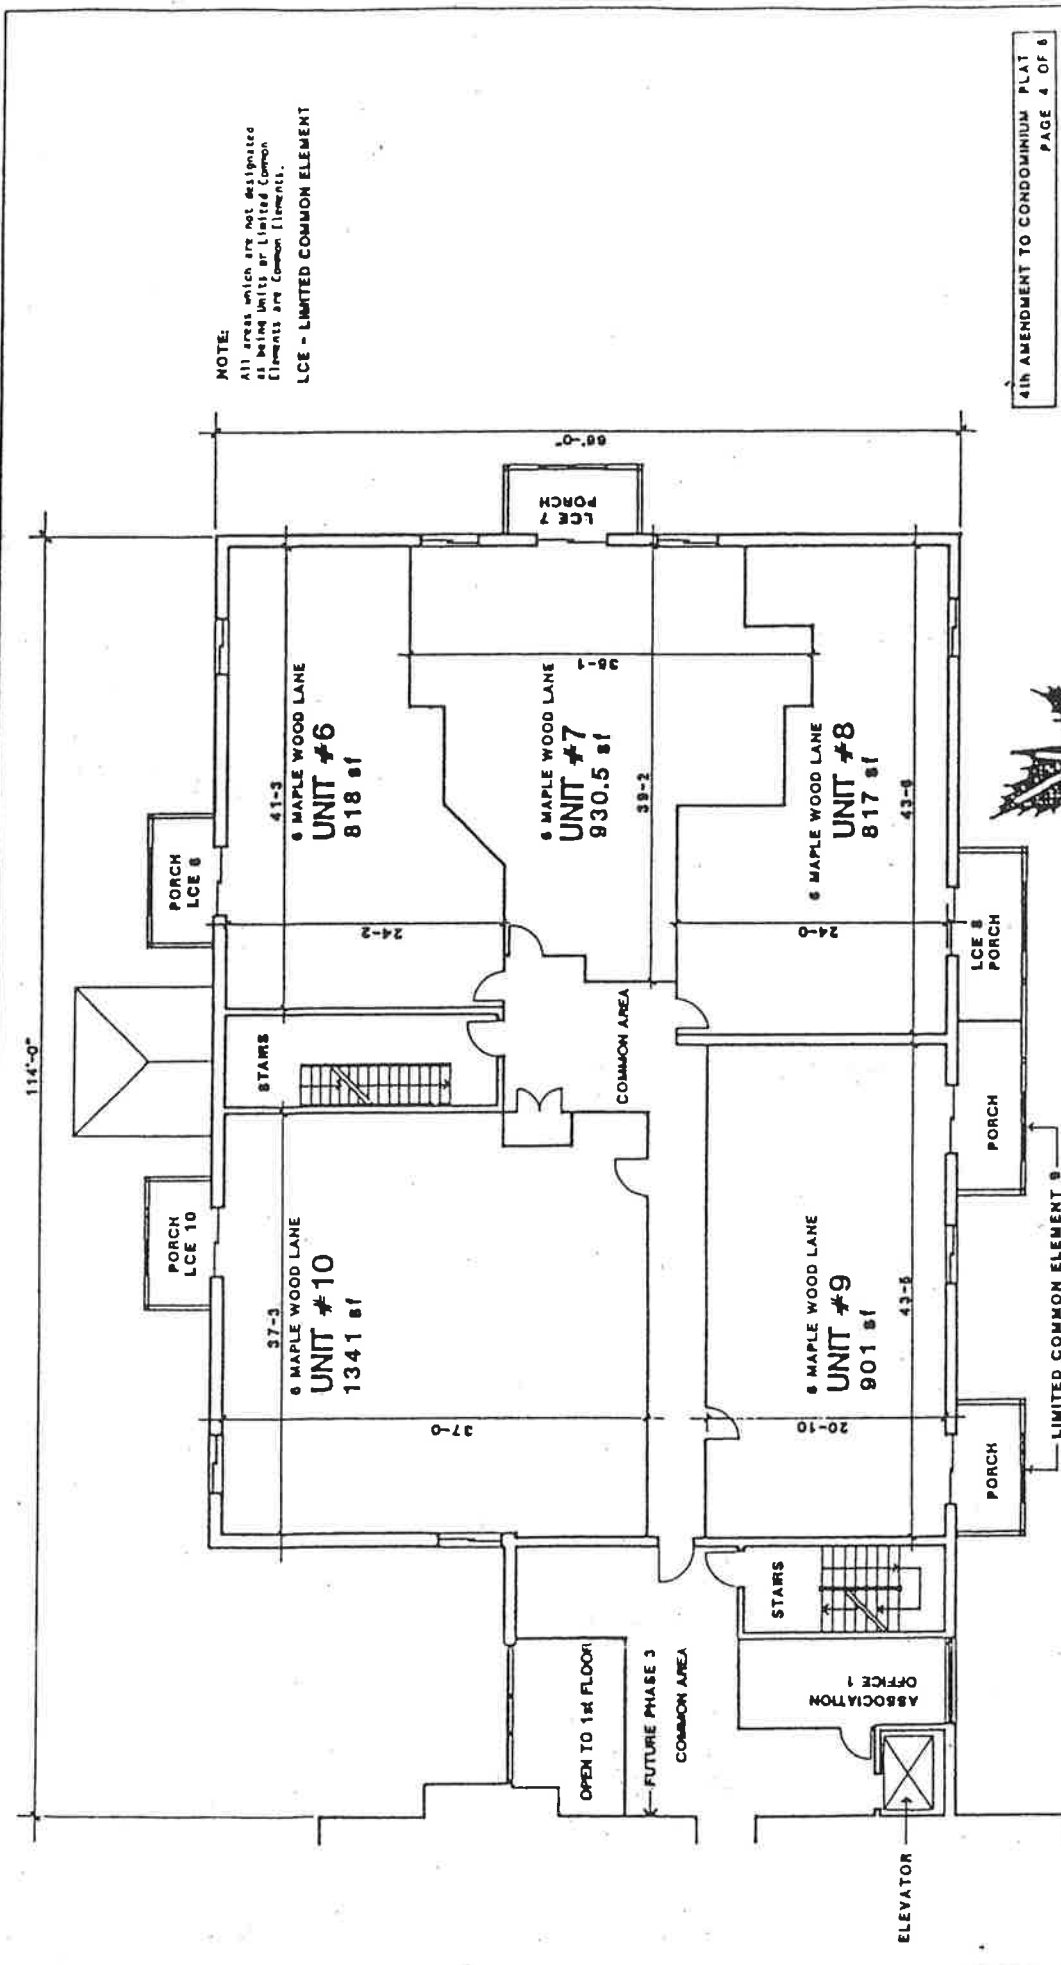 114'-0"
NOTE:
All areas which are not designated
as being Units or Limited Common
Elements are Common Elements.
LCE - LIMITED COMMON ELEMENT
66'-0"
PORCH
LCE 10
PORCH
LCE 6
37-3
6 MAPLE WOOD LANE
UNIT #10
1341 sf
37-0
STAIRS
41-3
6 MAPLE WOOD LANE
UNIT #6
818 sf
24-2
LCE 7
PORCH
6 MAPLE WOOD LANE
UNIT #7
930.5 sf
39-2
COMMON AREA
OPEN TO 1st FLOOR
FUTURE PHASE 3
COMMON AREA
STAIRS
ASSOCIATION
OFFICE 1
ELEVATOR
6 MAPLE WOOD LANE
UNIT #9
901 sf
20-10
43-5
6 MAPLE WOOD LANE
UNIT #8
817 sf
24-0
PORCH
PORCH
LCE 8
PORCH
LIMITED COMMON ELEMENT 9
4th AMENDMENT TO CONDOMINIUM PLAT
PAGE 4 OF 6